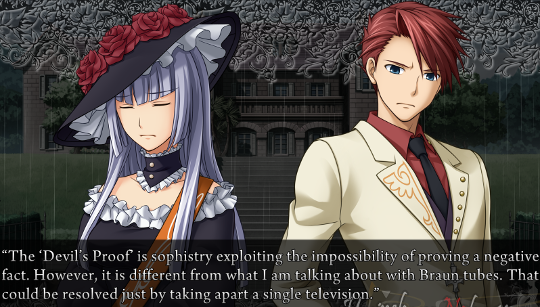 “The ‘Devil’s Proof’ is sophistry exploiting the impossibility of proving a negative
fact. However, it is different from what I am talking about with Braun tubes. That
could be resolved just by taking apart a single television.”